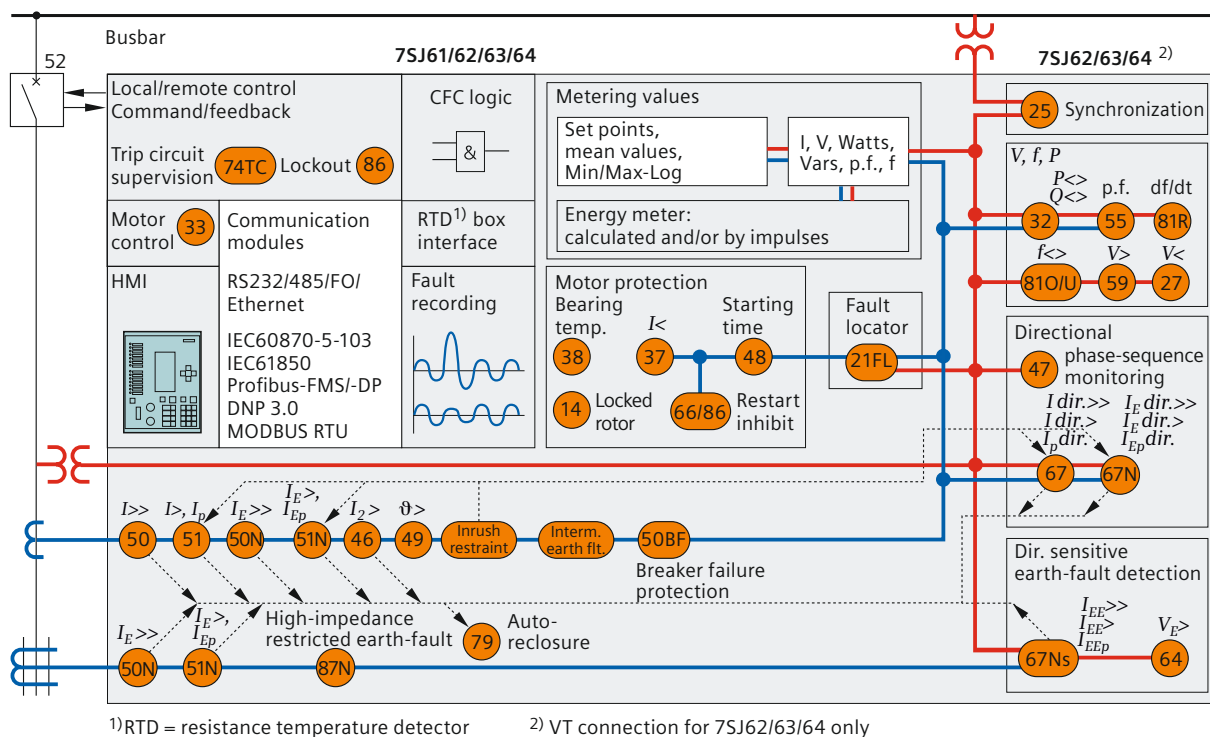 Busbar
52
7SJ61/62/63/64
7SJ62/63/64 2)
Local/remote control
Command/feedback
Trip circuit
supervision
74TC
Lockout
86
CFC logic
&
Motor
control
33
Communication
modules
RTD1) box
interface
HMI
RS232/485/FO/
Ethernet
IEC60870-5-103
IEC61850
Profibus-FMS/-DP
DNP 3.0
MODBUS RTU
Fault
recording
Metering values
Set points,
mean values,
Min/Max-Log
I, V, Watts,
Vars, p.f., f
Energy meter:
calculated and/or by impulses
Motor protection
Bearing
temp.
38
I<
37
Starting
time
48
14
Locked
rotor
66/86
Restart
inhibit
Fault
locator
21FL
25
Synchronization
V, f, P
P<>
Q<>
32
p.f.
55
df/dt
81R
f<>
81O/U
V>
59
V<
27
Directional
47
phase-sequence
monitoring
I dir.>>
I dir.>
Ip dir.
67
IE dir.>>
IE dir.>
IEp dir.
67N
I>>
50
I>, Ip
51
IE>>
50N
IE>,
IEp
51N
I2>
46
ϑ>
49
Inrush
restraint
Interm.
earth flt.
50BF
Breaker failure
protection
IE>>
50N
IE>,
IEp
51N
High-impedance
restricted earth-fault
87N
79
Auto-
reclosure
Dir. sensitive
earth-fault detection
IEE>>
IEE>
IEEp
67Ns
VE>
64
1)RTD = resistance temperature detector
2) VT connection for 7SJ62/63/64 only